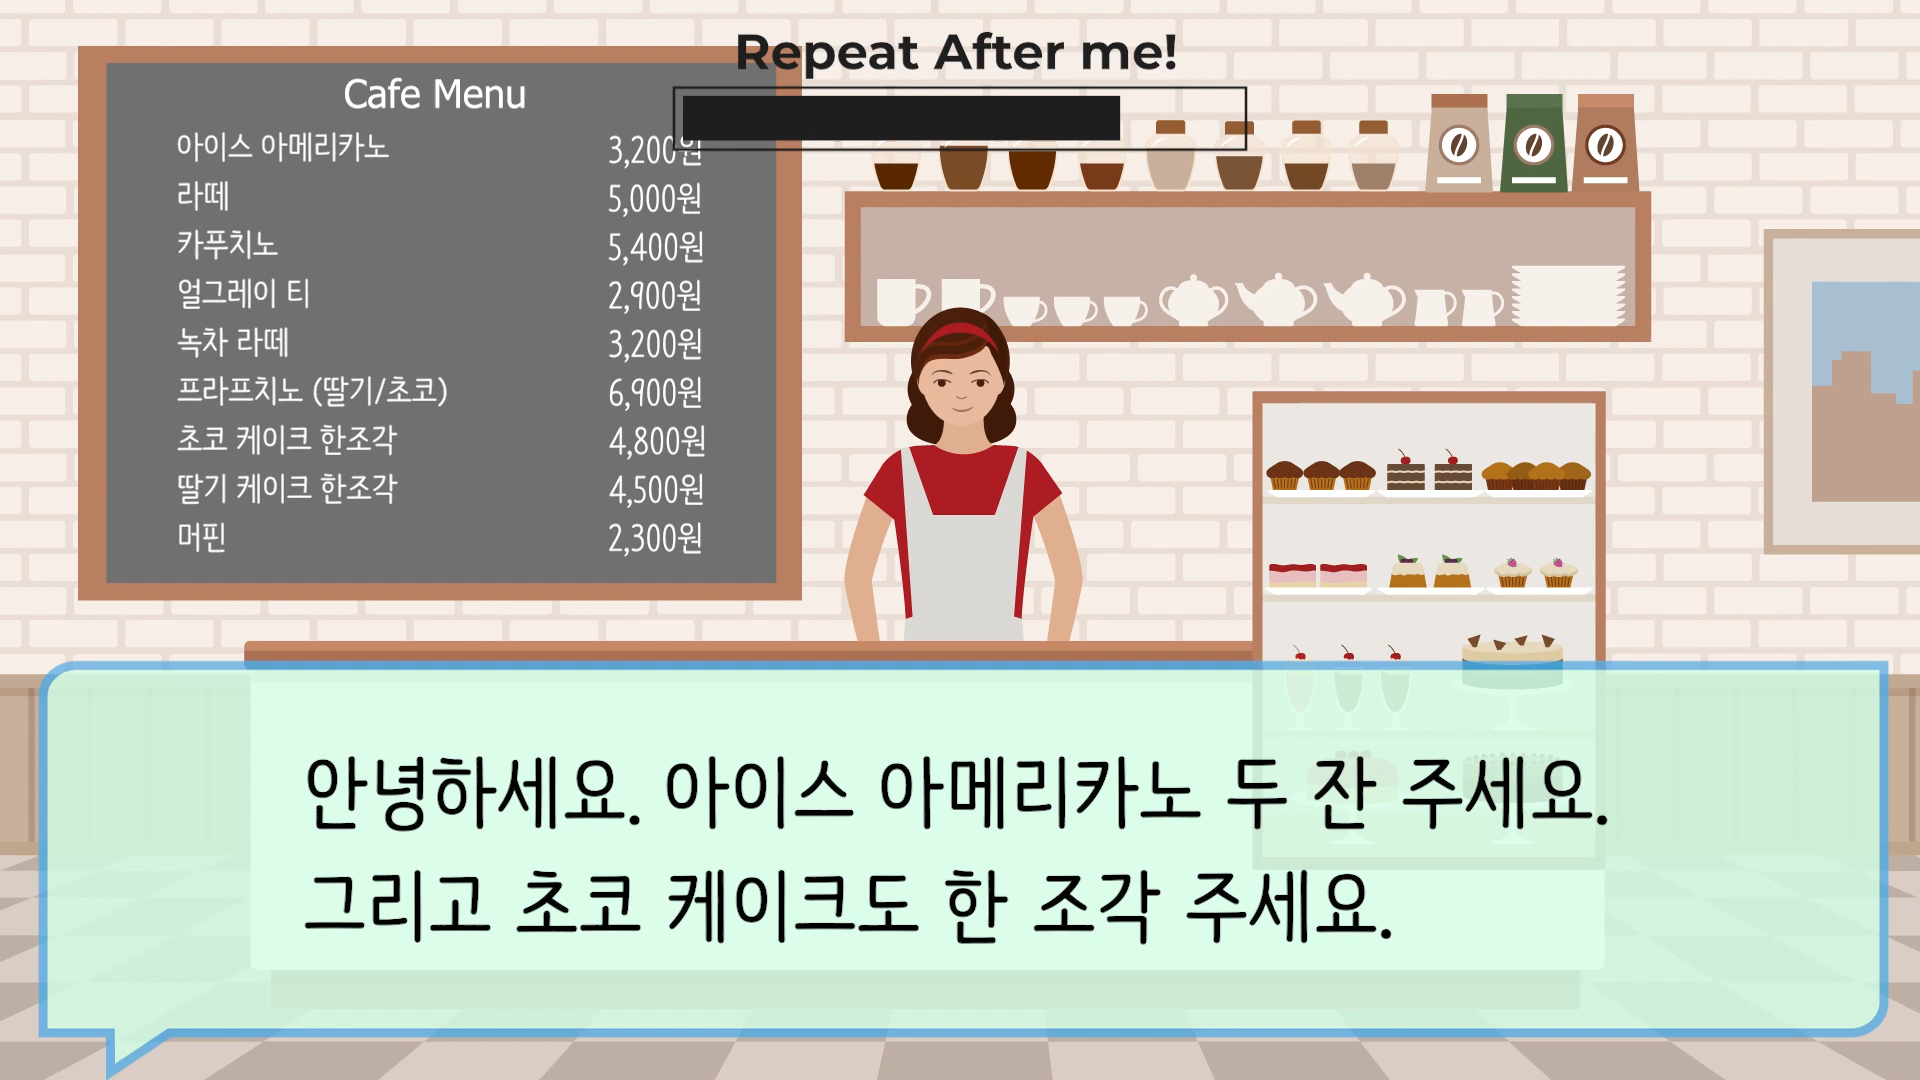 Repeat After me!
Cafe Menu
아이스 아메리카노 3,200원
라떼 5,000원
카푸치노 5,400원
얼그레이 티 2,900원
녹차 라떼 3,200원
프라프치노 (딸기/초코) 6,900원
초코 케이크 한조각 4,800원
딸기 케이크 한조각 4,500원
머핀 2,300원
안녕하세요. 아이스 아메리카노 두 잔 주세요.
그리고 초코 케이크도 한 조각 주세요.